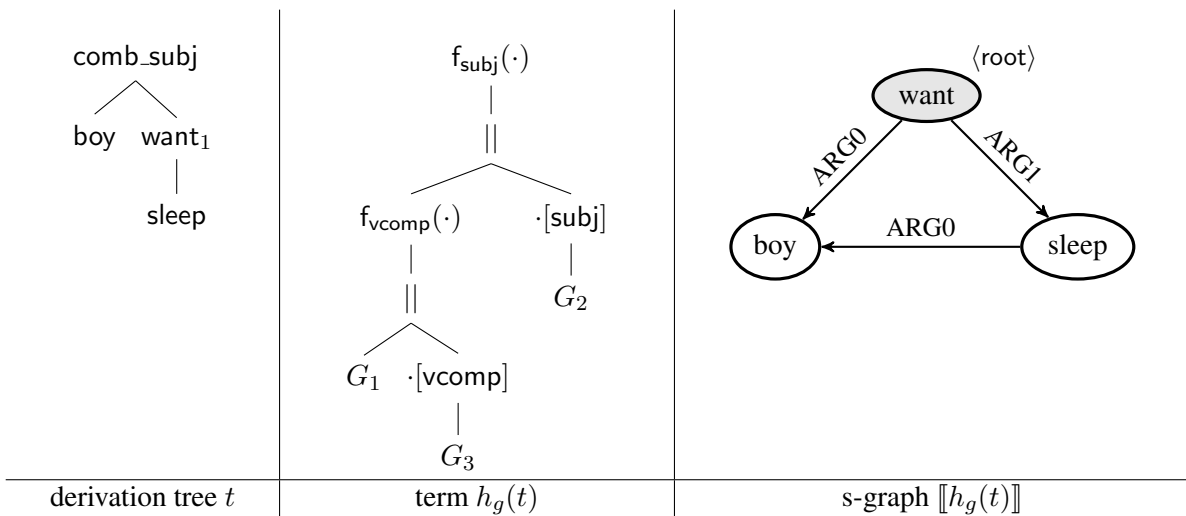 comb_subj
boy want₁
sleep
derivation tree t
f_subj(·)
||
f_vcomp(·) ·[subj]
|| G₂
G₁ ·[vcomp]
G₃
term h_g(t)
⟨root⟩
want
ARG0 ARG1
boy ARG0 sleep
s-graph ⟦h_g(t)⟧